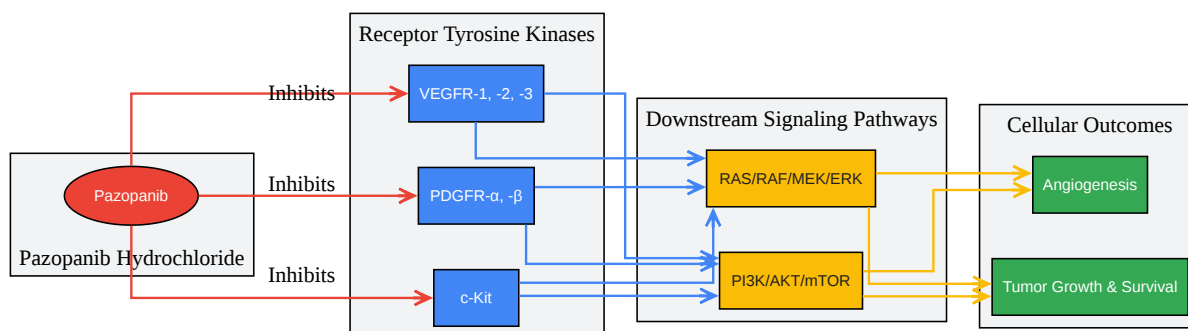 Receptor Tyrosine Kinases
VEGFR-1, -2, -3
Inhibits
Downstream Signaling Pathways
Cellular Outcomes
Pazopanib
Inhibits
PDGFR-α, -β
RAS/RAF/MEK/ERK
Angiogenesis
Pazopanib Hydrochloride
Inhibits
c-Kit
PI3K/AKT/mTOR
Tumor Growth & Survival